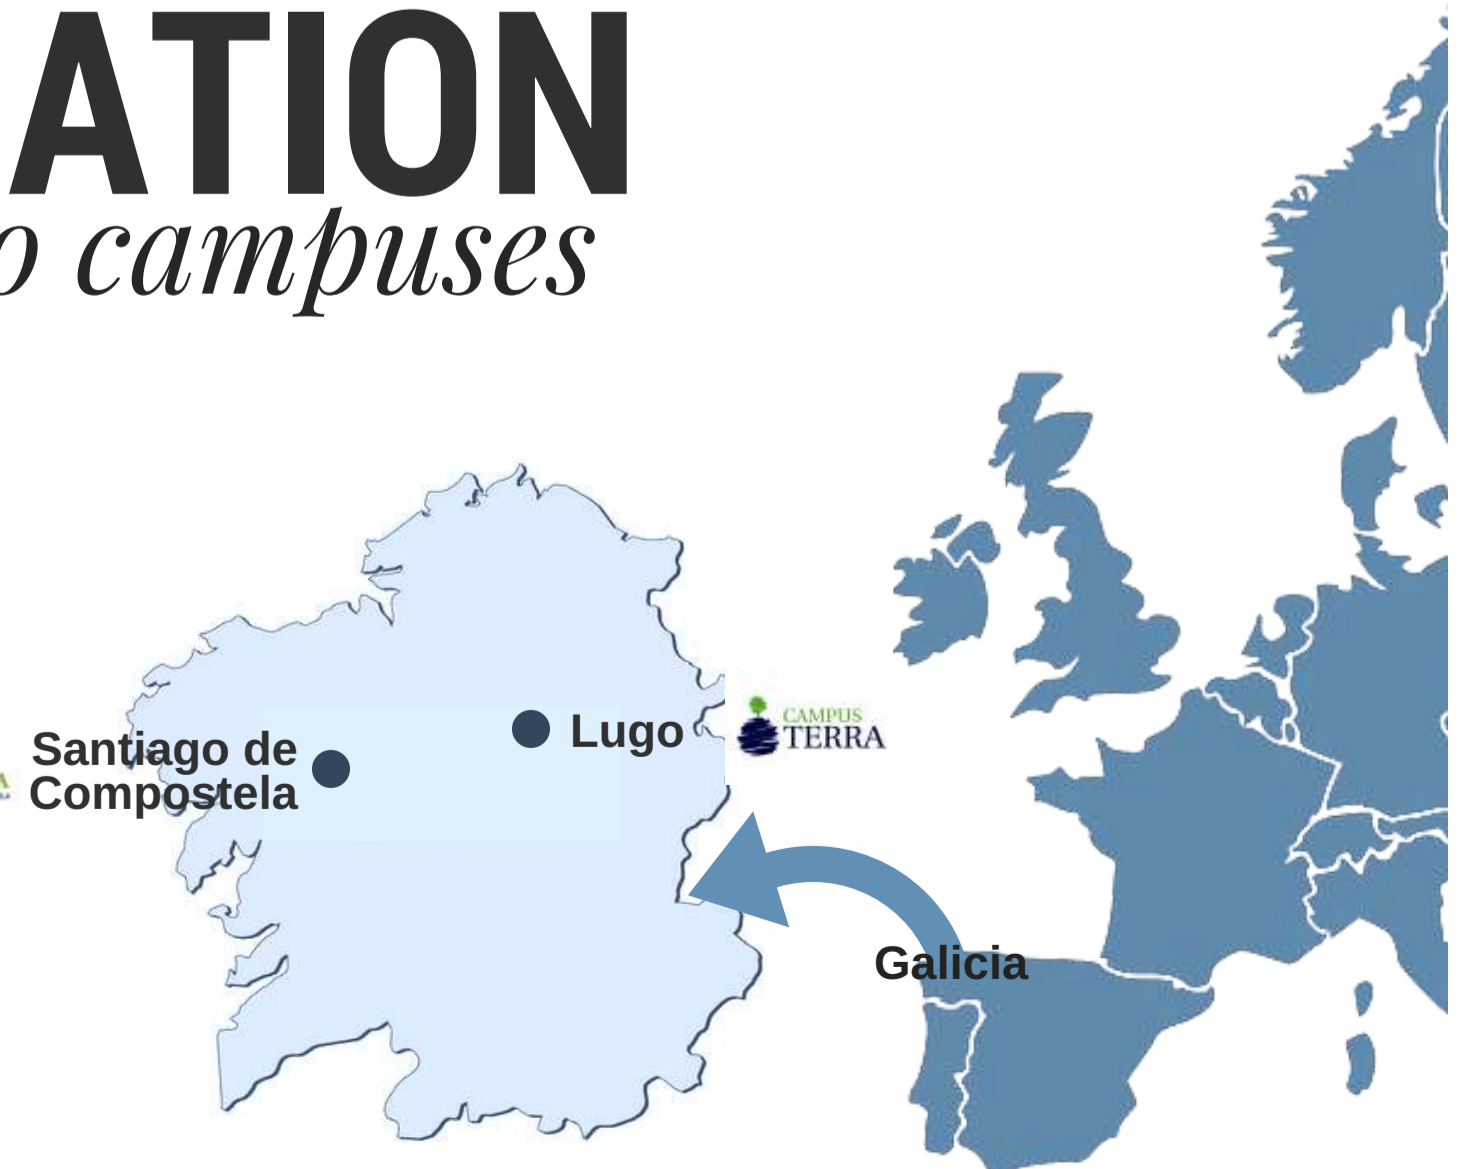 ATION
o campuses
Santiago de
Compostela
Lugo
CAMPUS
TERRA
Galicia